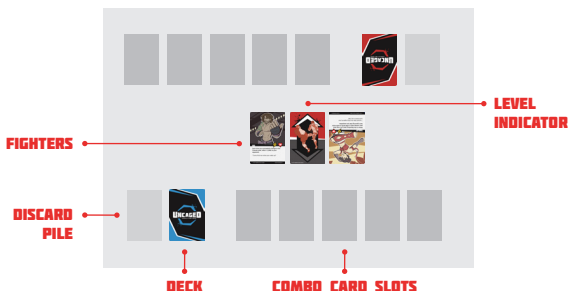 UNCAGED
LEVEL
INDICATOR
FIGHTERS
DISCARD
PILE
UNCAGED
DECK
COMBO CARD SLOTS